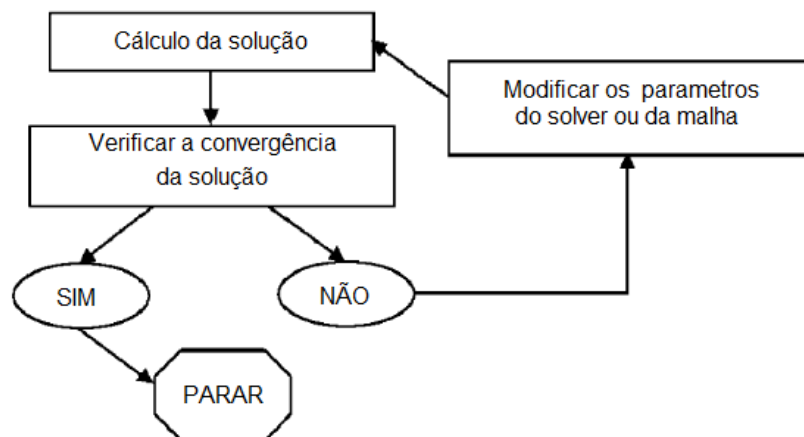 Cálculo da solução
Modificar os parametros
do solver ou da malha
Verificar a convergência
da solução
SIM
NÃO
PARAR